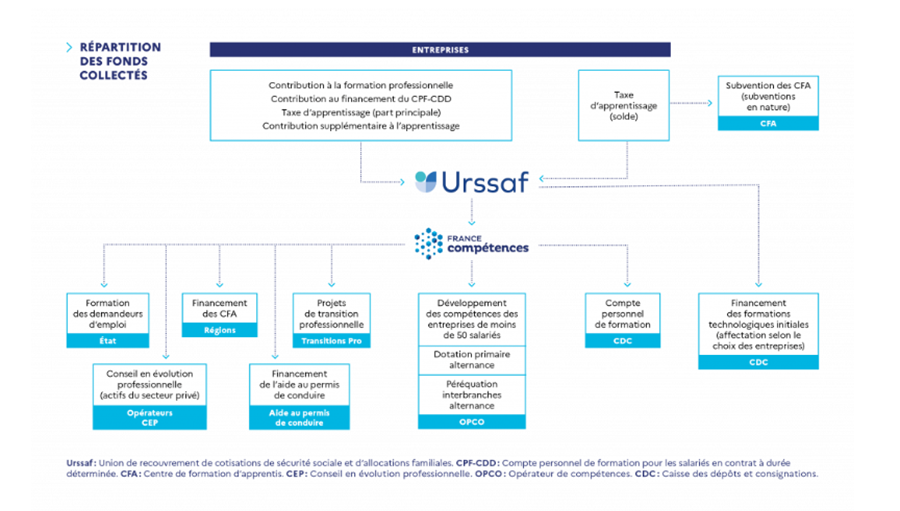 RÉPARTITION
DES FONDS
COLLECTÉS
ENTREPRISES
Contribution à la formation professionnelle
Contribution au financement du CPF-CDD
Taxe d'apprentissage (part principale)
Contribution supplémentaire à l'apprentissage
Taxe
d'apprentissage
(solde)
Subvention des CFA
(subventions
en nature)
CFA
Urssaf
FRANCE
compétences
Formation
des demandeurs
d'emploi
État
Financement
des CFA
Régions
Projets
de transition
professionnelle
Transitions Pro
Développement
des compétences des
entreprises de moins
de 50 salariés
Dotation primaire
alternance
Péréquation
interbranches
alternance
OPCO
Compte
personnel
de formation
CDC
Financement
des formations
technologiques initiales
(affectation selon le
choix des entreprises)
CDC
Conseil en évolution
professionnelle
(actifs du secteur privé)
Opérateurs
CEP
Financement
de l'aide au permis
de conduire
Aide au permis
de conduire
Urssaf : Union de recouvrement de cotisations de sécurité sociale et d'allocations familiales. CPF-CDD : Compte personnel de formation pour les salariés en contrat à durée
déterminée. CFA : Centre de formation d'apprentis. CEP : Conseil en évolution professionnelle. OPCO : Opérateur de compétences. CDC : Caisse des dépôts et consignations.